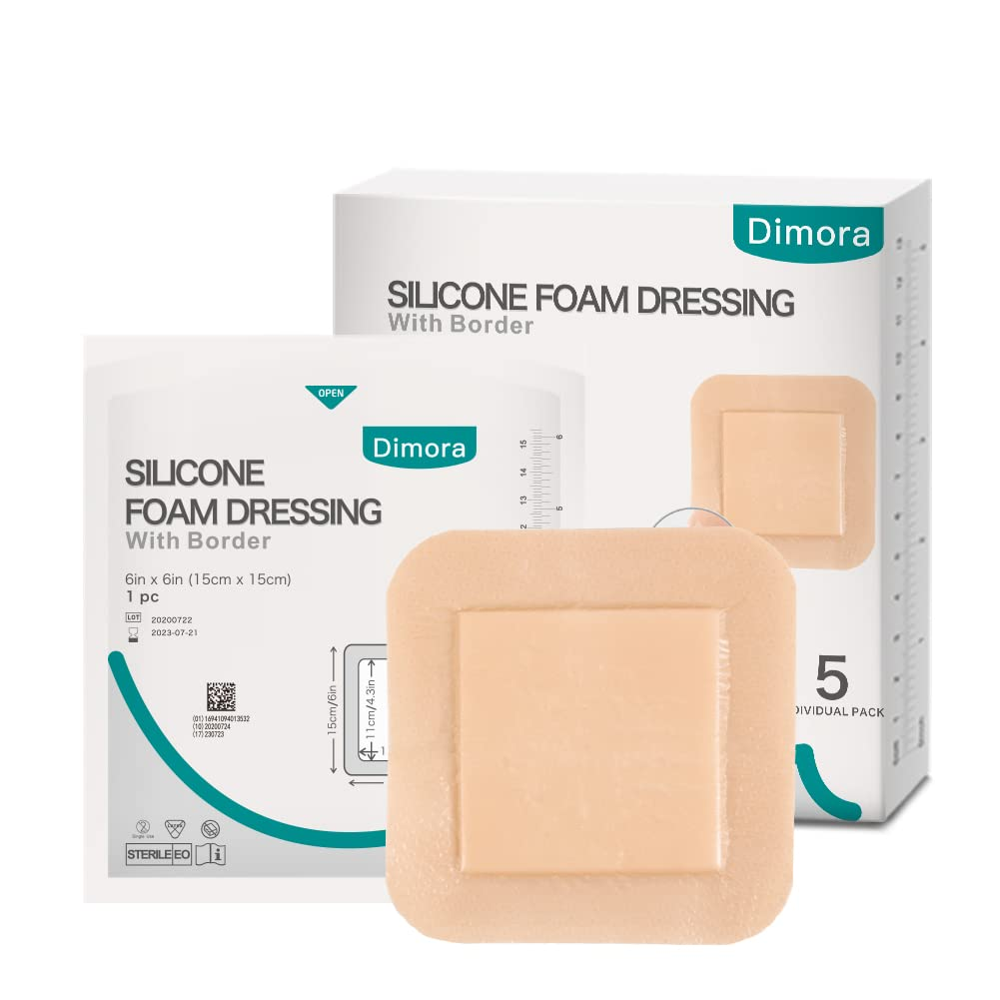 Dimora
SILICONE FOAM DRESSING
With Border
5
DIVIDUAL PACK
OPEN
Dimora
SILICONE
FOAM DRESSING
With Border
6in x 6in (15cm x 15cm)
1 pc
LOT 20200722
2023-07-21
(01) 16941094013532
(10) 20200724
(17) 230723
15cm/6in
11cm/4.3in
15
14
13
6
5
Single Use
STERILE EO